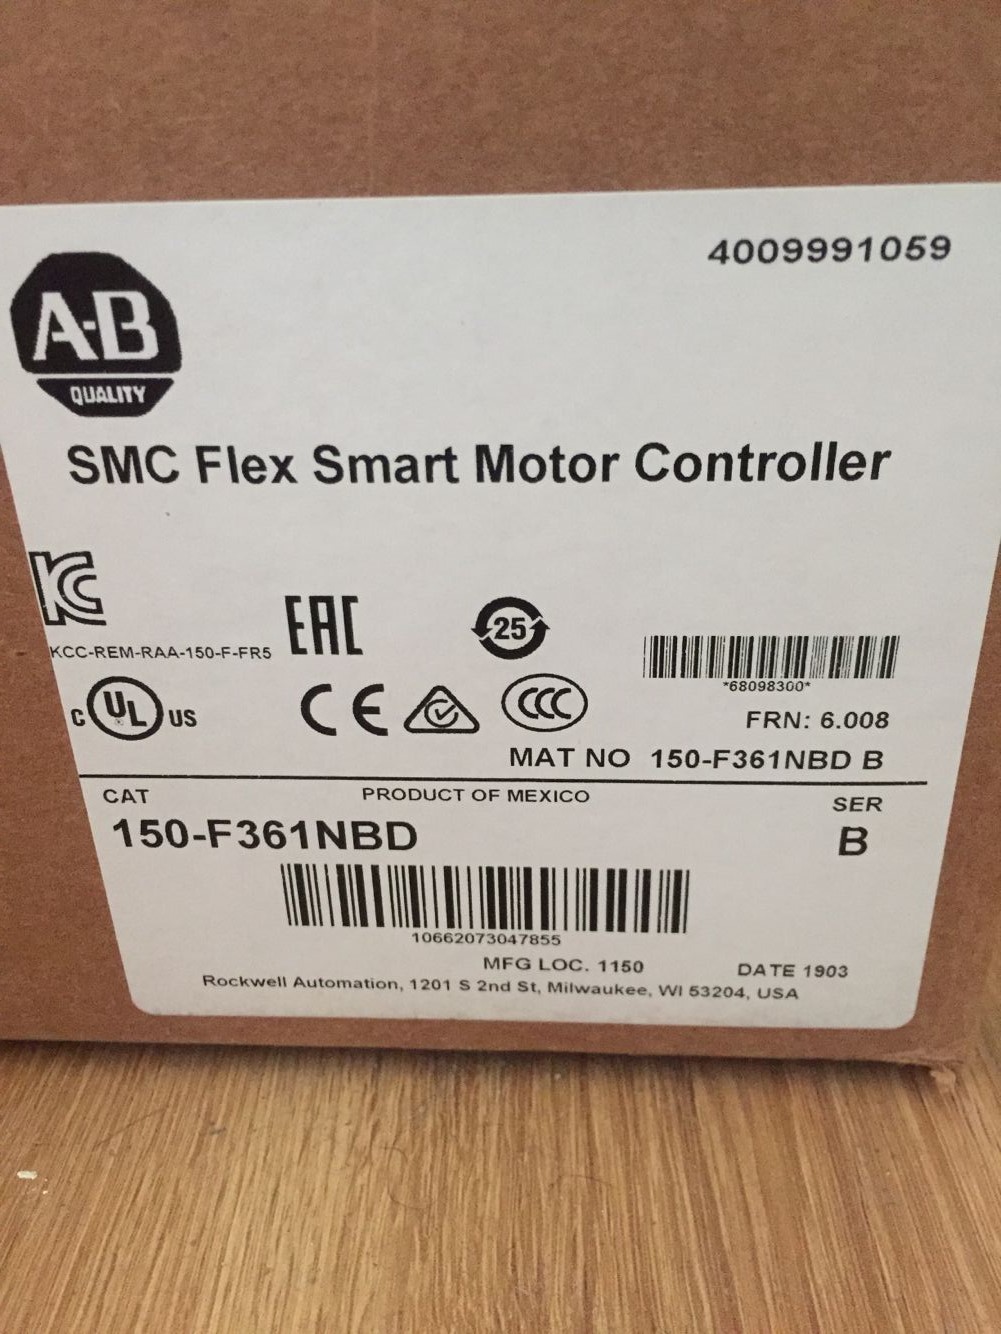 4009991059
A-B
QUALITY
SMC Flex Smart Motor Controller
KC
KCC-REM-RAA-150-F-FR5
EAC
25
*68098300*
C UL US
CE
CCC
FRN: 6.008
MAT NO 150-F361NBD B
CAT
PRODUCT OF MEXICO
SER
150-F361NBD
B
10662073047855
MFG LOC. 1150
DATE 1903
Rockwell Automation, 1201 S 2nd St, Milwaukee, WI 53204, USA